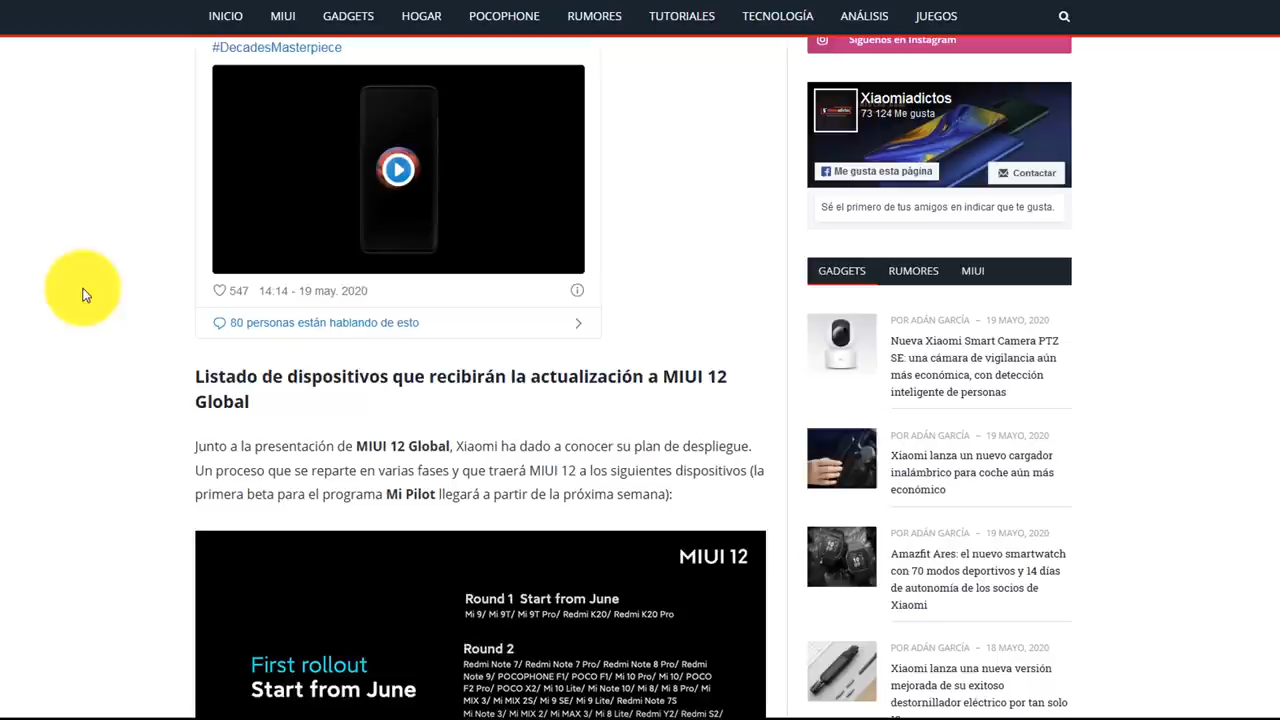 INICIO MIUI GADGETS HOGAR POCOPHONE RUMORES TUTORIALES TECNOLOGÍA ANÁLISIS JUEGOS
#DecadesMasterpiece
547 14:14 - 19 may. 2020
80 personas están hablando de esto
Listado de dispositivos que recibirán la actualización a MIUI 12
Global
Junto a la presentación de MIUI 12 Global, Xiaomi ha dado a conocer su plan de despliegue.
Un proceso que se reparte en varias fases y que traerá MIUI 12 a los siguientes dispositivos (la
primera beta para el programa Mi Pilot llegará a partir de la próxima semana):
MIUI 12
First rollout
Start from June
Round 1 Start from June
Mi 9/ Mi 9T/ Mi 9T Pro/ Redmi K20/ Redmi K20 Pro
Round 2
Redmi Note 7/ Redmi Note 7 Pro/ Redmi Note 8 Pro/ Redmi
Note 9/ POCOPHONE F1/ POCO F1/ Mi 10 Pro/ Mi 10/ POCO
F2 Pro/ POCO X2/ Mi 10 Lite/ Mi Note 10/ Mi 8/ Mi 8 Pro/ Mi
MIX 3/ Mi MIX 2S/ Mi 9 SE/ Mi 9 Lite/ Redmi Note 7S
Mi Note 3/ Mi MIX 2/ Mi MAX 3/ Mi 8 Lite/ Redmi Y2/ Redmi S2/
Síguenos en Instagram
Xiaomiadictos
73 124 Me gusta
Me gusta esta página
Contactar
Sé el primero de tus amigos en indicar que te gusta.
GADGETS RUMORES MIUI
POR ADÁN GARCÍA – 19 MAYO, 2020
Nueva Xiaomi Smart Camera PTZ
SE: una cámara de vigilancia aún
más económica, con detección
inteligente de personas
POR ADÁN GARCÍA – 19 MAYO, 2020
Xiaomi lanza un nuevo cargador
inalámbrico para coche aún más
económico
POR ADÁN GARCÍA – 19 MAYO, 2020
Amazfit Ares: el nuevo smartwatch
con 70 modos deportivos y 14 días
de autonomía de los socios de
Xiaomi
POR ADÁN GARCÍA – 18 MAYO, 2020
Xiaomi lanza una nueva versión
mejorada de su exitoso
destornillador eléctrico por tan solo